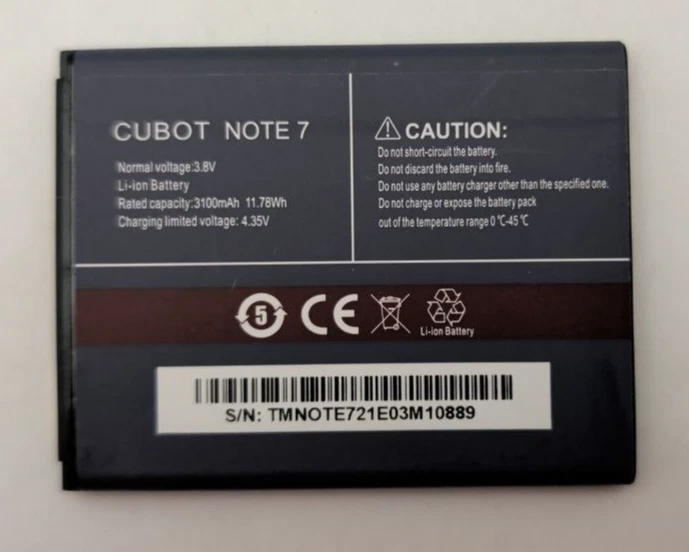 CUBOT NOTE 7
Normal voltage:3.8V
Li-ion Battery
Rated capacity:3100mAh 11.78Wh
Charging limited voltage: 4.35V
CAUTION:
Do not short-circuit the battery.
Do not discard the battery into fire.
Do not use any battery charger other than the specified one.
Do not charge or expose the battery pack
out of the temperature range 0 ℃-45 ℃
5 CE
Li-ion Battery
S/N: TMNOTE721E03M10889